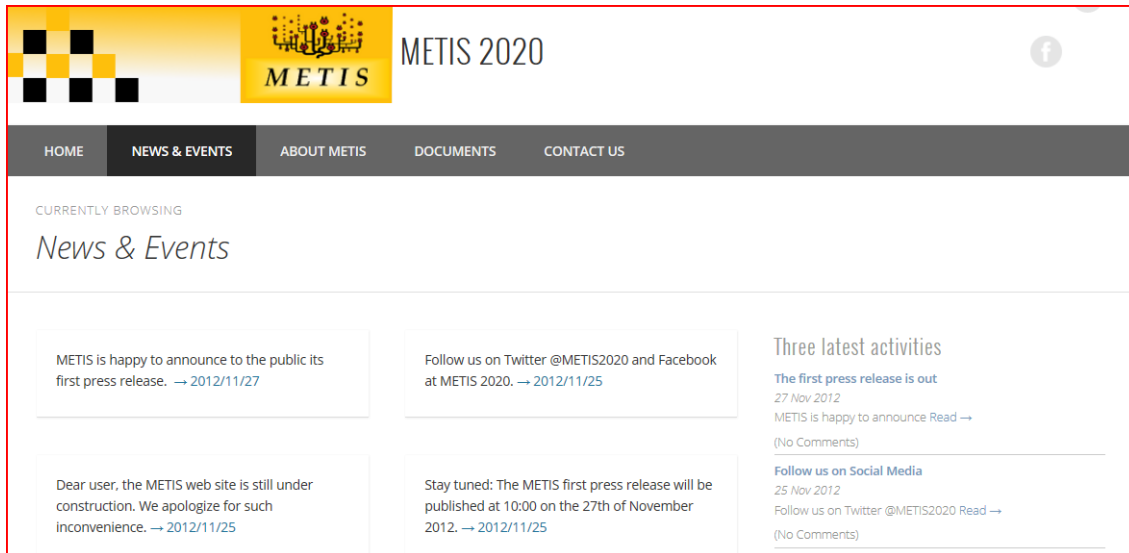 METIS
METIS 2020
f
HOME
NEWS & EVENTS
ABOUT METIS
DOCUMENTS
CONTACT US
CURRENTLY BROWSING
News & Events
METIS is happy to announce to the public its
first press release. → 2012/11/27
Follow us on Twitter @METIS2020 and Facebook
at METIS 2020. → 2012/11/25
Dear user, the METIS web site is still under
construction. We apologize for such
inconvenience. → 2012/11/25
Stay tuned: The METIS first press release will be
published at 10:00 on the 27th of November
2012. → 2012/11/25
Three latest activities
The first press release is out
27 Nov 2012
METIS is happy to announce Read →
(No Comments)
Follow us on Social Media
25 Nov 2012
Follow us on Twitter @METIS2020 Read →
(No Comments)